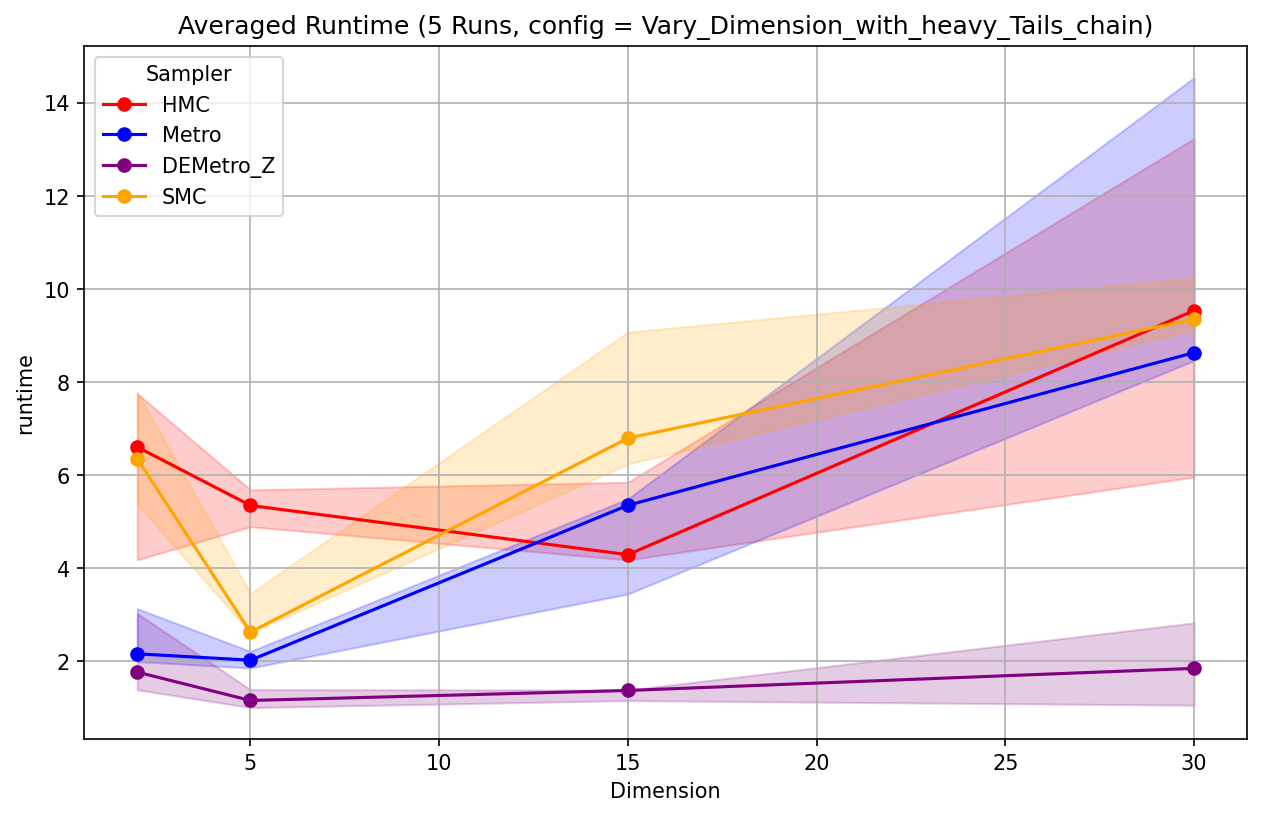 Averaged Runtime (5 Runs, config = Vary_Dimension_with_heavy_Tails_chain)
Sampler
HMC
Metro
DEMetro_Z
SMC
runtime
14
12
10
8
6
4
2
5 10 15 20 25 30
Dimension